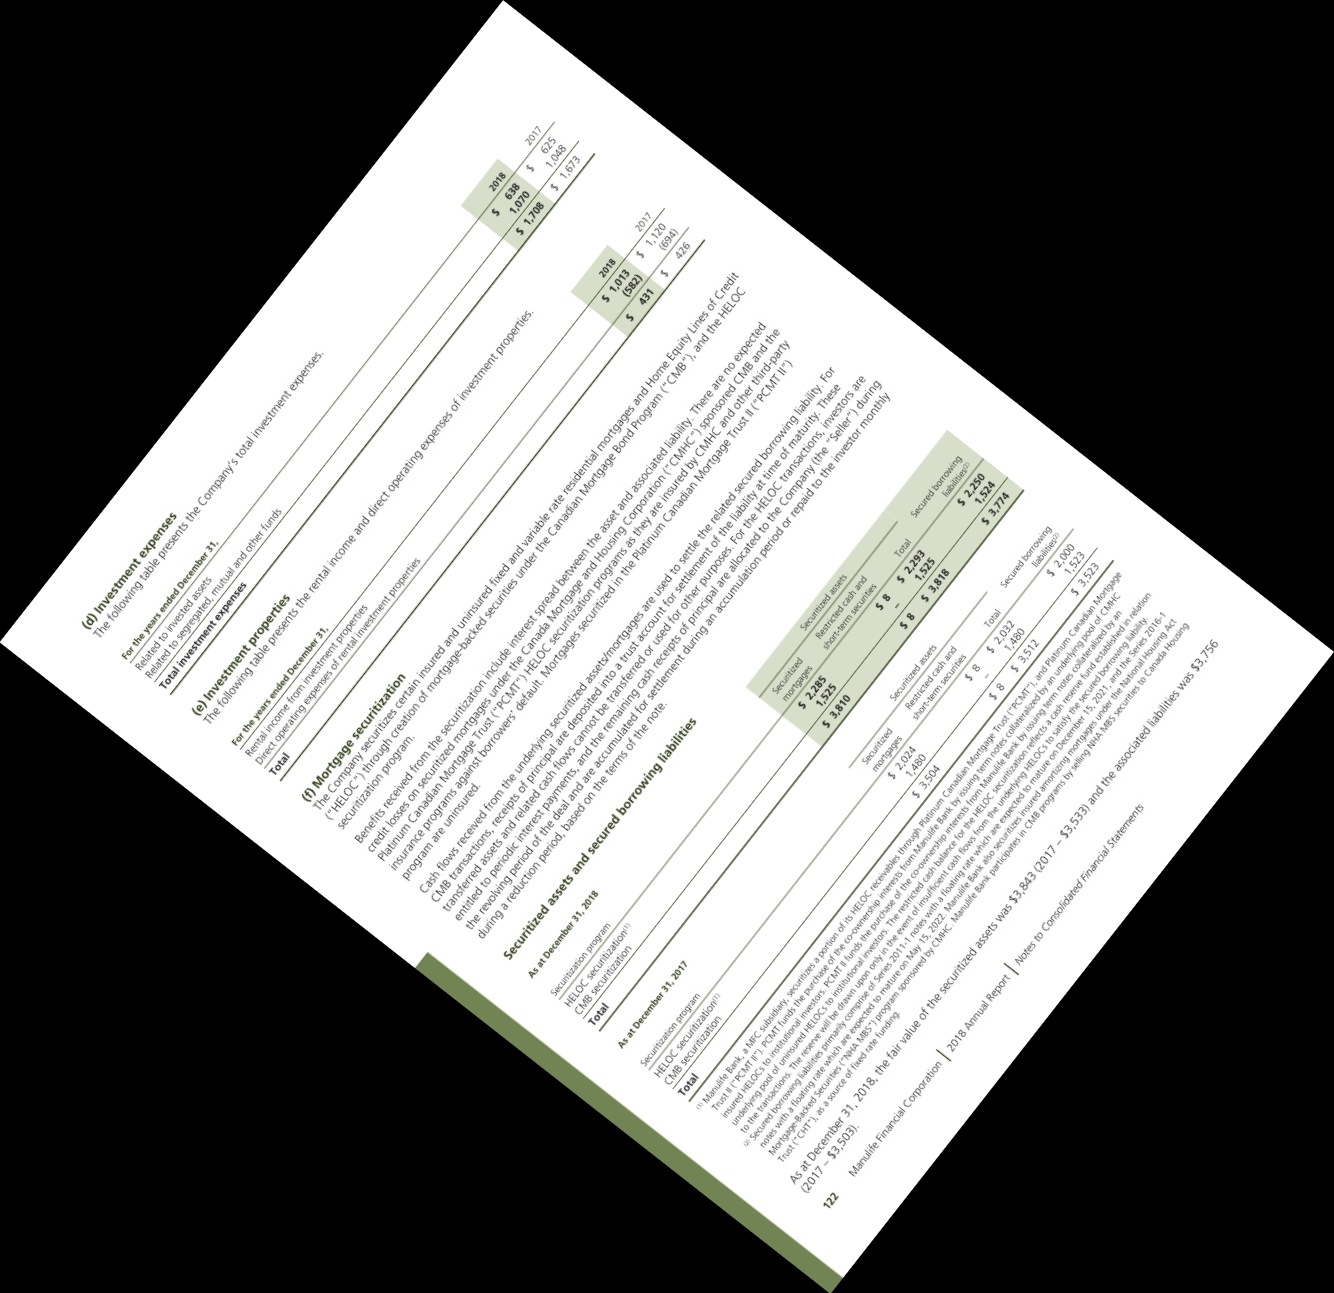 (d) Investment expenses
The following table presents the Company's total investment expenses.
For the years ended December 31, 2018 2017
Related to invested assets $ 638 $ 625
Related to segregated, mutual and other funds 1,070 1,048
Total investment expenses $ 1,708 $ 1,673
(e) Investment properties
The following table presents the rental income and direct operating expenses of investment properties.
For the years ended December 31, 2018 2017
Rental income from investment properties $ 1,013 $ 1,120
Direct operating expenses of rental investment properties (582) (694)
Total $ 431 $ 426
(f) Mortgage securitization
The Company securitizes certain insured and uninsured fixed and variable rate residential mortgages and Home Equity Lines of Credit
("HELOC") through creation of mortgage-backed securities under the Canadian Mortgage Bond Program ("CMB"), and the HELOC
securitization program.
Benefits received from the securitization include interest spread between the asset and associated liability. There are no expected
credit losses on securitized mortgages under the Canada Mortgage and Housing Corporation ("CMHC") sponsored CMB and the
Platinum Canadian Mortgage Trust ("PCMT") HELOC securitization programs as they are insured by CMHC and other third-party
insurance programs against borrowers' default. Mortgages securitized in the Platinum Canadian Mortgage Trust II ("PCMT II")
program are uninsured.
Cash flows received from the underlying securitized assets/mortgages are used to settle the related secured borrowing liability. For
CMB transactions, receipts of principal are deposited into a trust account for settlement of the liability at time of maturity. These
transferred assets and related cash flows cannot be transferred or used for other purposes. For the HELOC transactions, investors are
entitled to periodic interest payments, and the remaining cash receipts of principal are allocated to the Company (the "Seller") during
the revolving period of the deal and are accumulated for settlement during an accumulation period or repaid to the investor monthly
during a reduction period, based on the terms of the note.
Securitized assets and secured borrowing liabilities
As at December 31, 2018
Securitized assets
Securitization program Securitized mortgages Restricted cash and short-term securities Total Secured borrowing liabilities(2)
HELOC securitization(1) $ 2,285 $ 8 $ 2,293 $ 2,250
CMB securitization 1,525 – 1,525 1,524
Total $ 3,810 $ 8 $ 3,818 $ 3,774
As at December 31, 2017
Securitized assets
Securitization program Securitized mortgages Restricted cash and short-term securities Total Secured borrowing liabilities(2)
HELOC securitization(1) $ 2,024 $ 8 $ 2,032 $ 2,000
CMB securitization 1,480 – 1,480 1,523
Total $ 3,504 $ 8 $ 3,512 $ 3,523
(1) Manulife Bank, a MFC subsidiary, securitizes a portion of its HELOC receivables through Platinum Canadian Mortgage Trust ("PCMT"), and Platinum Canadian Mortgage
Trust II ("PCMT II"). PCMT funds the purchase of the co-ownership interests from Manulife Bank by issuing term notes collateralized by an underlying pool of CMHC
insured HELOCs to institutional investors. PCMT II funds the purchase of the co-ownership interests from Manulife Bank by issuing term notes collateralized by an
underlying pool of uninsured HELOCs to institutional investors. The restricted cash balance for the HELOC securitization reflects a cash reserve fund established in relation
to the transactions. The reserve will be drawn upon only in the event of insufficient cash flows from the underlying HELOCs to satisfy the secured borrowing liability.
(2) Secured borrowing liabilities primarily comprise of Series 2011-1 notes with a floating rate which are expected to mature on December 15, 2021 and the Series 2016-1
notes with a floating rate which are expected to mature on May 15, 2022. Manulife Bank also securitizes insured amortizing mortgages under the National Housing Act
Mortgage-Backed Securities ("NHA MBS") program sponsored by CMHC. Manulife Bank participates in CMB programs by selling NHA MBS securities to Canada Housing
Trust ("CHT"), as a source of fixed rate funding.
As at December 31, 2018, the fair value of the securitized assets was $3,843 (2017 – $3,533) and the associated liabilities was $3,756
(2017 – $3,503).
122 Manulife Financial Corporation | 2018 Annual Report | Notes to Consolidated Financial Statements